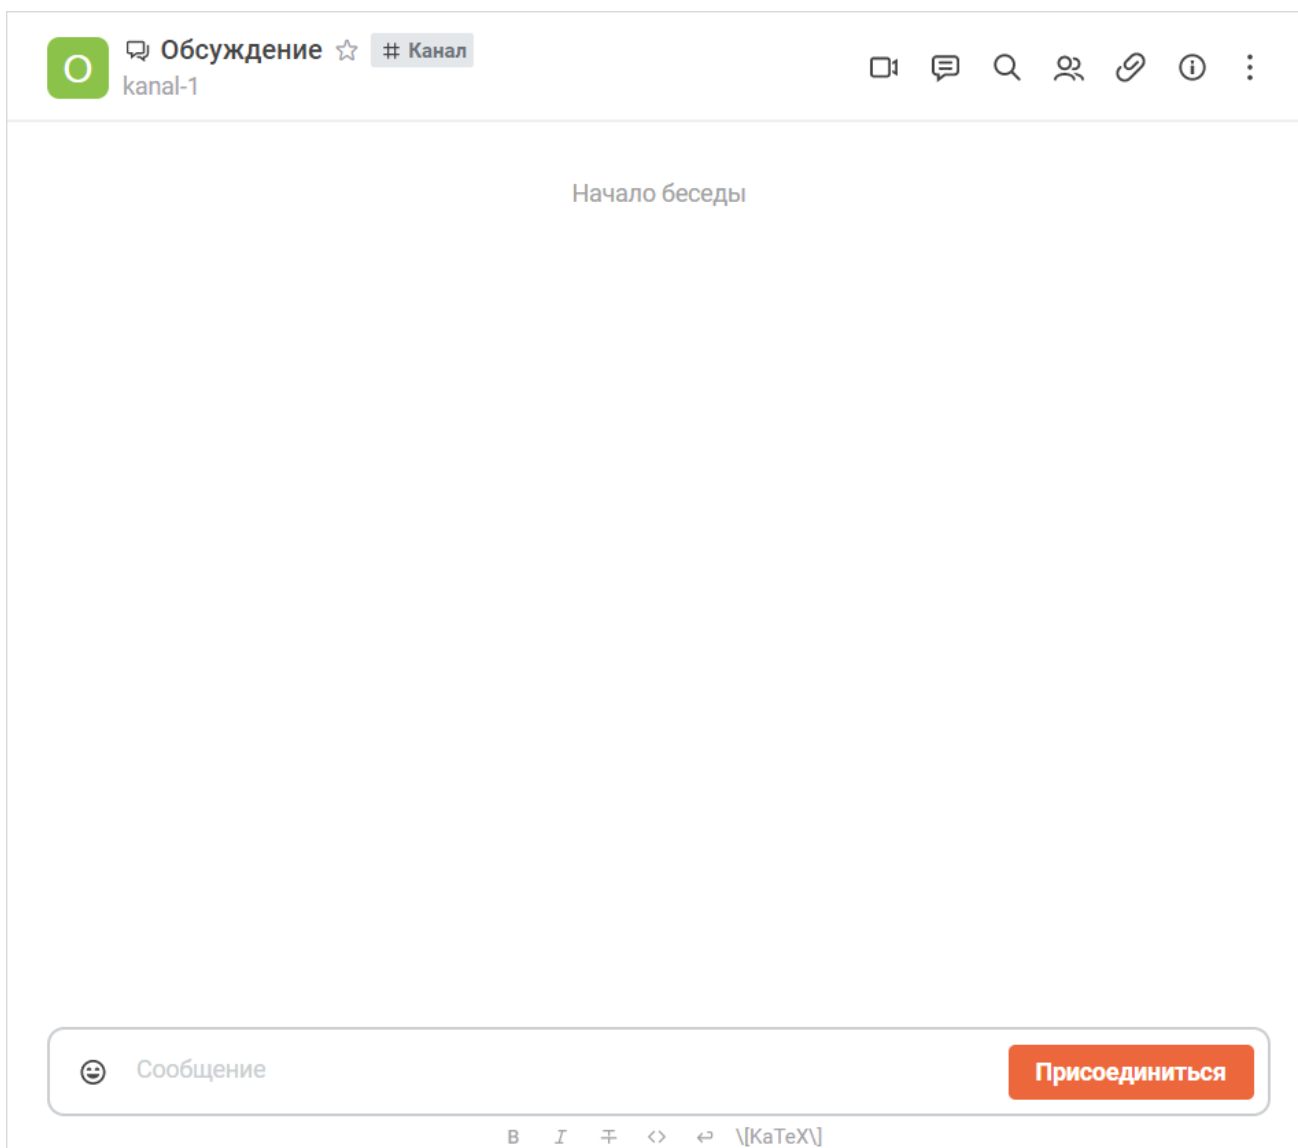 О
Обсуждение
Канал
kanal-1
Начало беседы
Сообщение
Присоединиться
B I T <> \[KaTeX\]